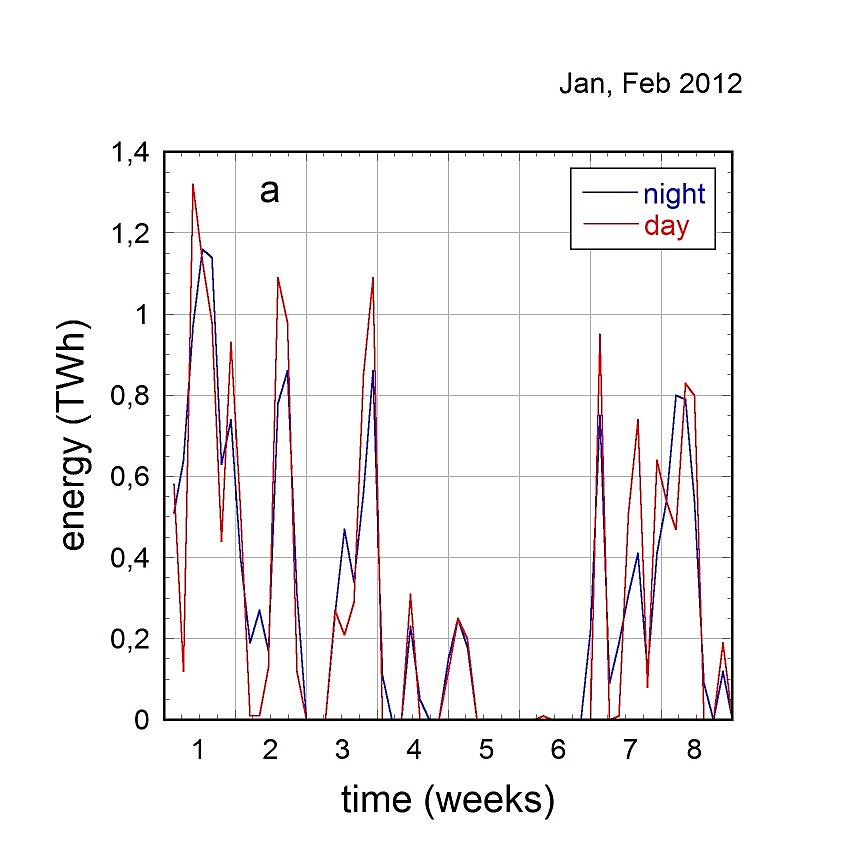 Jan, Feb 2012
1,4
a
night
day
1,2
1
0,8
0,6
0,4
0,2
0
energy (TWh)
1 2 3 4 5 6 7 8
time (weeks)